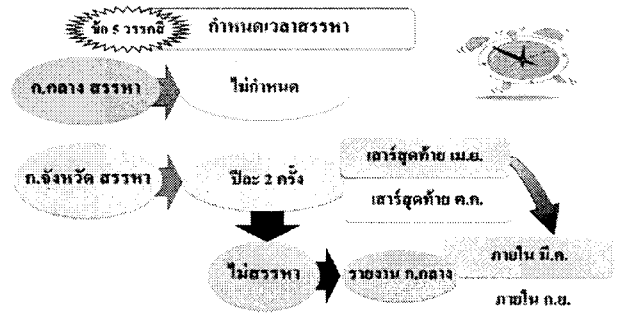 ข้อ 5 วรรคสี่
กำหนดเวลาสรรหา
ก.กลาง สรรหา
ไม่กำหนด
ก.จังหวัด สรรหา
ปีละ 2 ครั้ง
เสาร์สุดท้าย เม.ย.
เสาร์สุดท้าย ต.ค.
ไม่สรรหา
รายงาน ก.กลาง
ภายใน มี.ค.
ภายใน ก.ย.